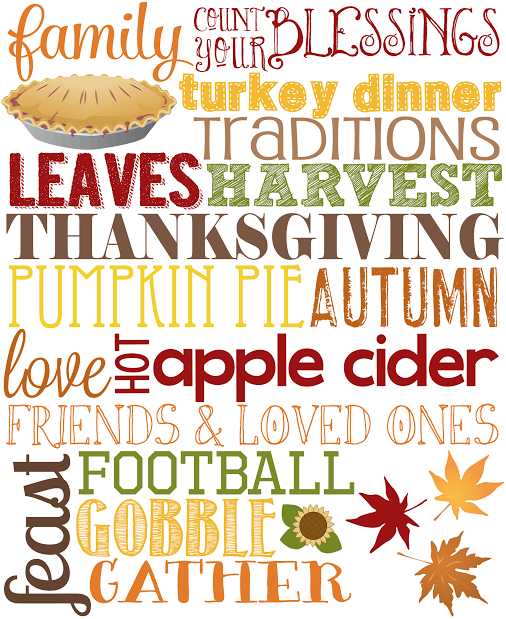 family
COUNT YOUR BLESSINGS
turkey dinner
TRADITIONS
LEAVES HARVEST
THANKSGIVING
PUMPKIN PIE AUTUMN
love HOT apple cider
FRIENDS & LOVED ONES
feast
FOOTBALL
GOBBLE
GATHER